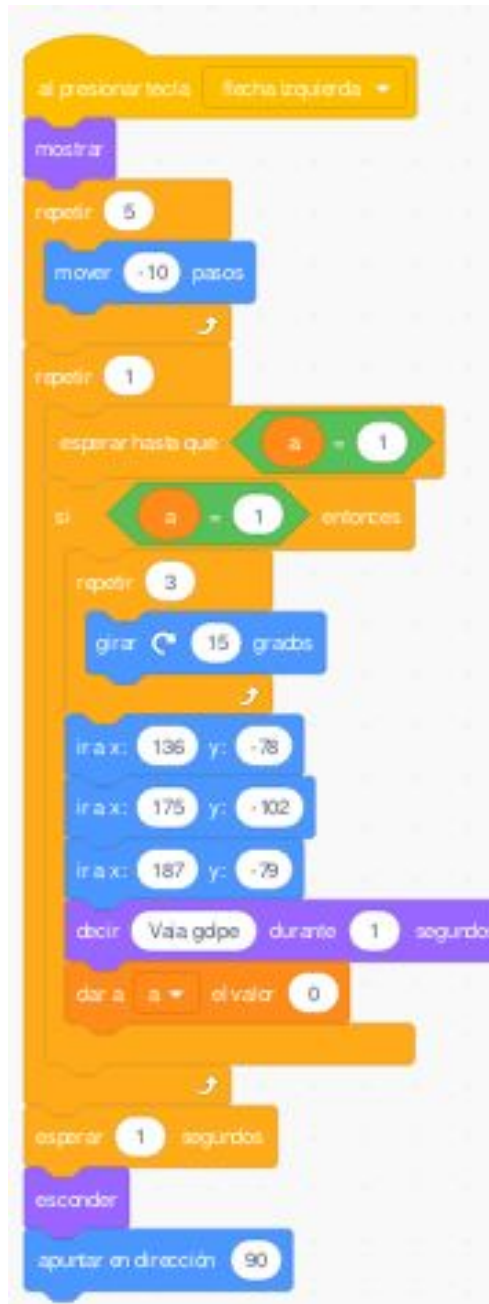 al presionar tecla flecha izquierda
mostrar
repetir 5
mover -10 pasos
repetir 1
esperar hasta que a = 1
si a = 1 entonces
repetir 3
girar 15 grados
ir a x: 136 y: -78
ir a x: 175 y: -102
ir a x: 187 y: -79
decir Vaia golpe durante 1 segundos
dar a a el valor 0
esperar 1 segundos
esconder
apuntar en dirección 90